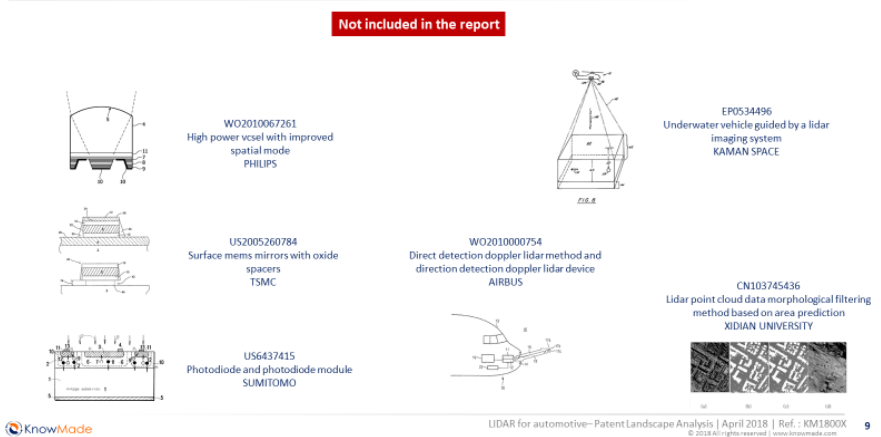 Not included in the report
WO2010067261
High power vcsel with improved
spatial mode
PHILIPS
EP0534496
Underwater vehicle guided by a lidar
imaging system
KAMAN SPACE
FIG. 8
US2005260784
Surface mems mirrors with oxide
spacers
TSMC
WO2010000754
Direct detection doppler lidar method and
direction detection doppler lidar device
AIRBUS
CN103745436
Lidar point cloud data morphological filtering
method based on area prediction
XIDIAN UNIVERSITY
US6437415
Photodiode and photodiode module
SUMITOMO
KnowMade
LIDAR for automotive– Patent Landscape Analysis | April 2018 | Ref. : KM1800X
9
© 2018 All rights reserved | www.knowmade.com